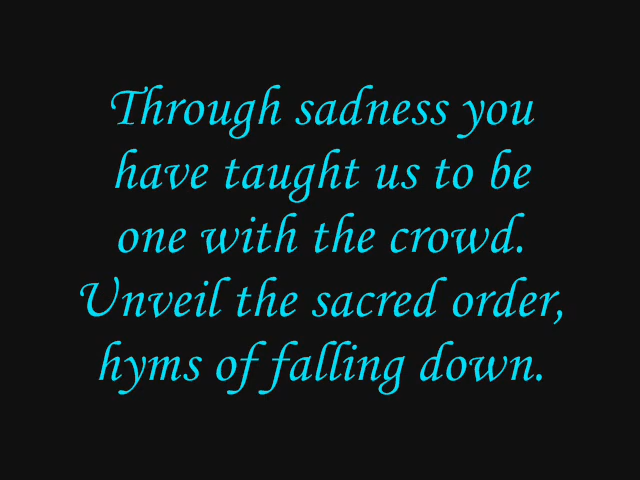 Through sadness you
have taught us to be
one with the crowd.
Unveil the sacred order,
hyms of falling down.